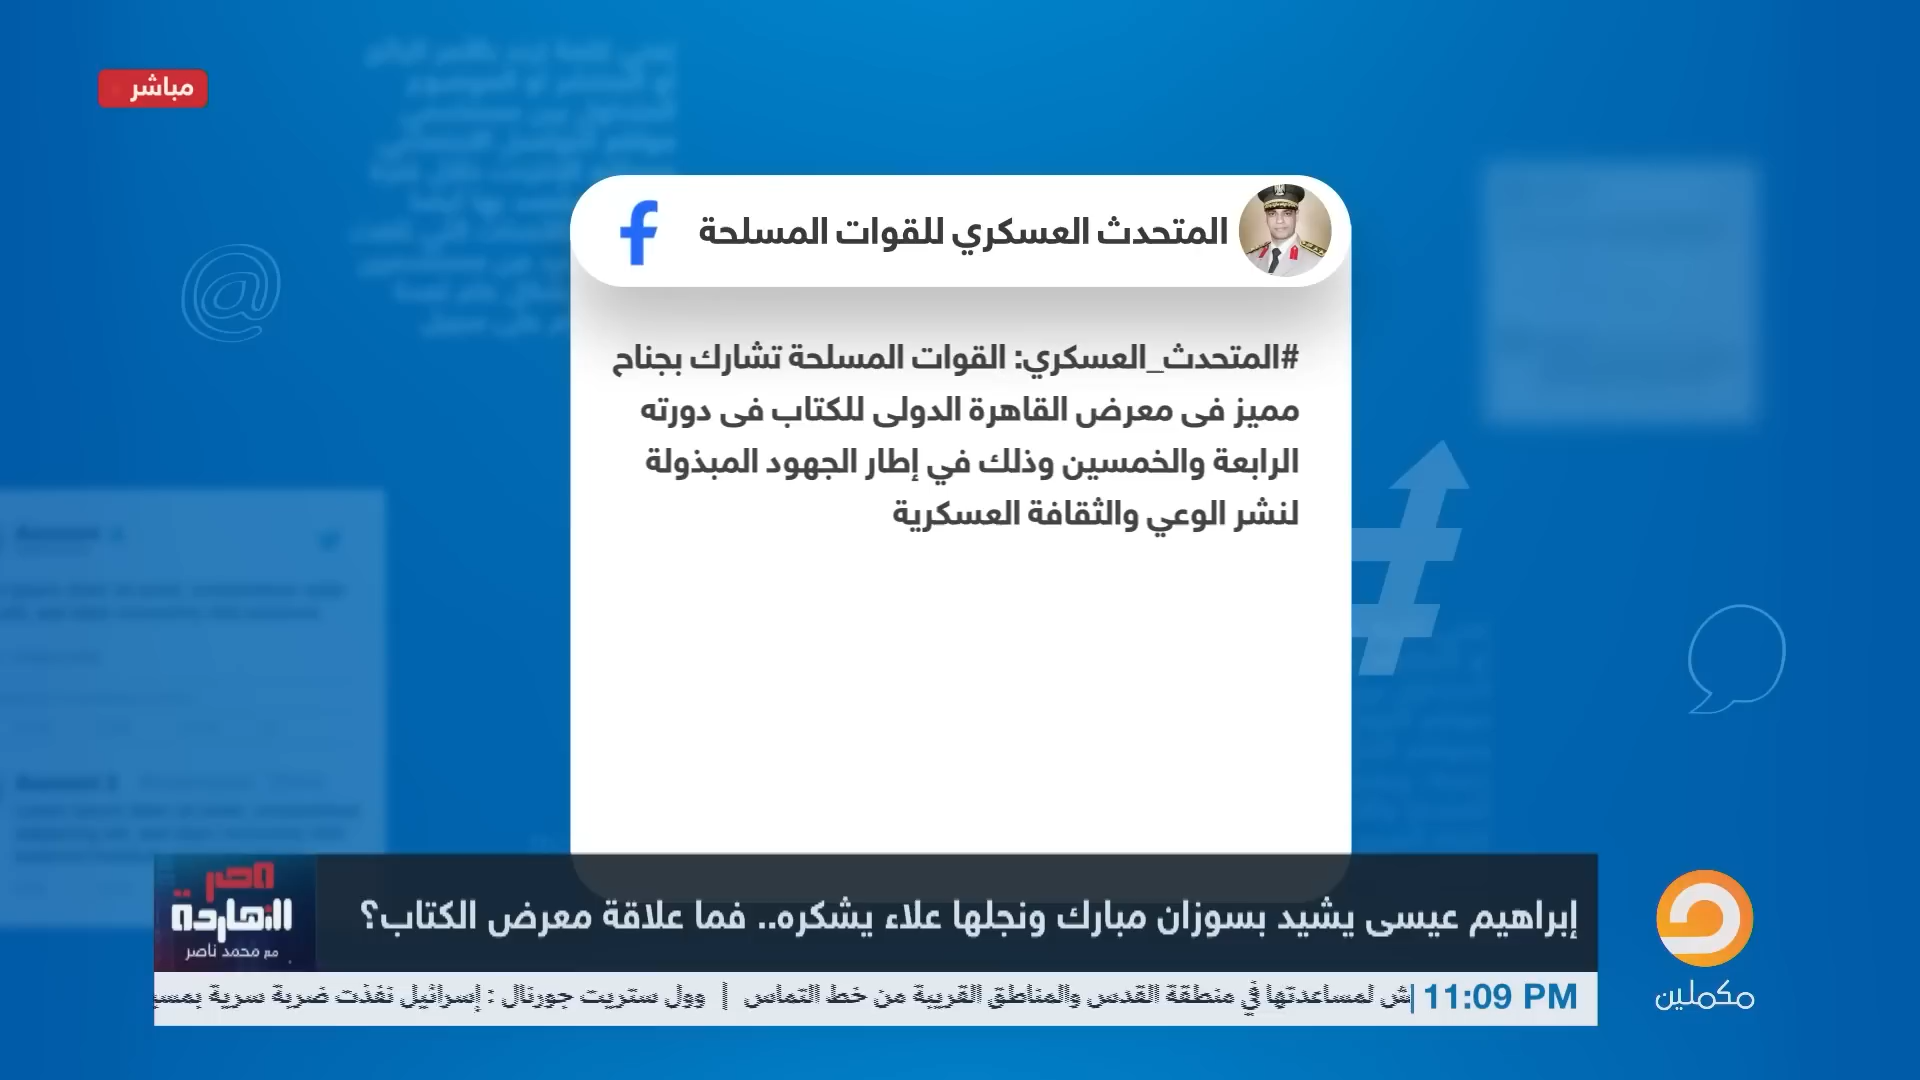 مباشر
المتحدث العسكري للقوات المسلحة
#المتحدث_العسكري: القوات المسلحة تشارك بجناح
مميز فى معرض القاهرة الدولى للكتاب فى دورته
الرابعة والخمسين وذلك في إطار الجهود المبذولة
لنشر الوعي والثقافة العسكرية
إبراهيم عيسى يشيد بسوزان مبارك ونجلها علاء يشكره.. فما علاقة معرض الكتاب؟
مصر
النهاردة
مع محمد ناصر
11:09 PM
لمساعدتها في منطقة القدس والمناطق القريبة من خط التماس | وول ستريت جورنال : إسرائيل نفذت ضربة سرية
مكملين